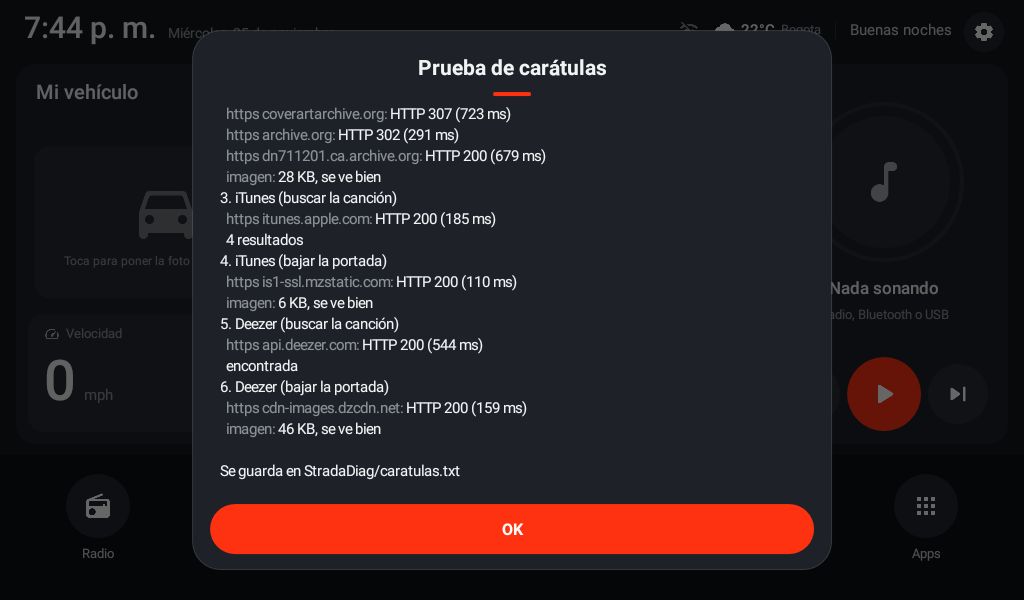 7:44 p. m.
22°C Bogota
Buenas noches
Mi vehículo
Prueba de carátulas
https coverartarchive.org: HTTP 307 (723 ms)
https archive.org: HTTP 302 (291 ms)
https dn711201.ca.archive.org: HTTP 200 (679 ms)
imagen: 28 KB, se ve bien
3. iTunes (buscar la canción)
https itunes.apple.com: HTTP 200 (185 ms)
4 resultados
4. iTunes (bajar la portada)
https is1-ssl.mzstatic.com: HTTP 200 (110 ms)
imagen: 6 KB, se ve bien
5. Deezer (buscar la canción)
https api.deezer.com: HTTP 200 (544 ms)
encontrada
6. Deezer (bajar la portada)
https cdn-images.dzcdn.net: HTTP 200 (159 ms)
imagen: 46 KB, se ve bien
Se guarda en StradaDiag/caratulas.txt
OK
Toca para poner la foto
Velocidad
0 mph
Nada sonando
Bluetooth o USB
Radio
Apps